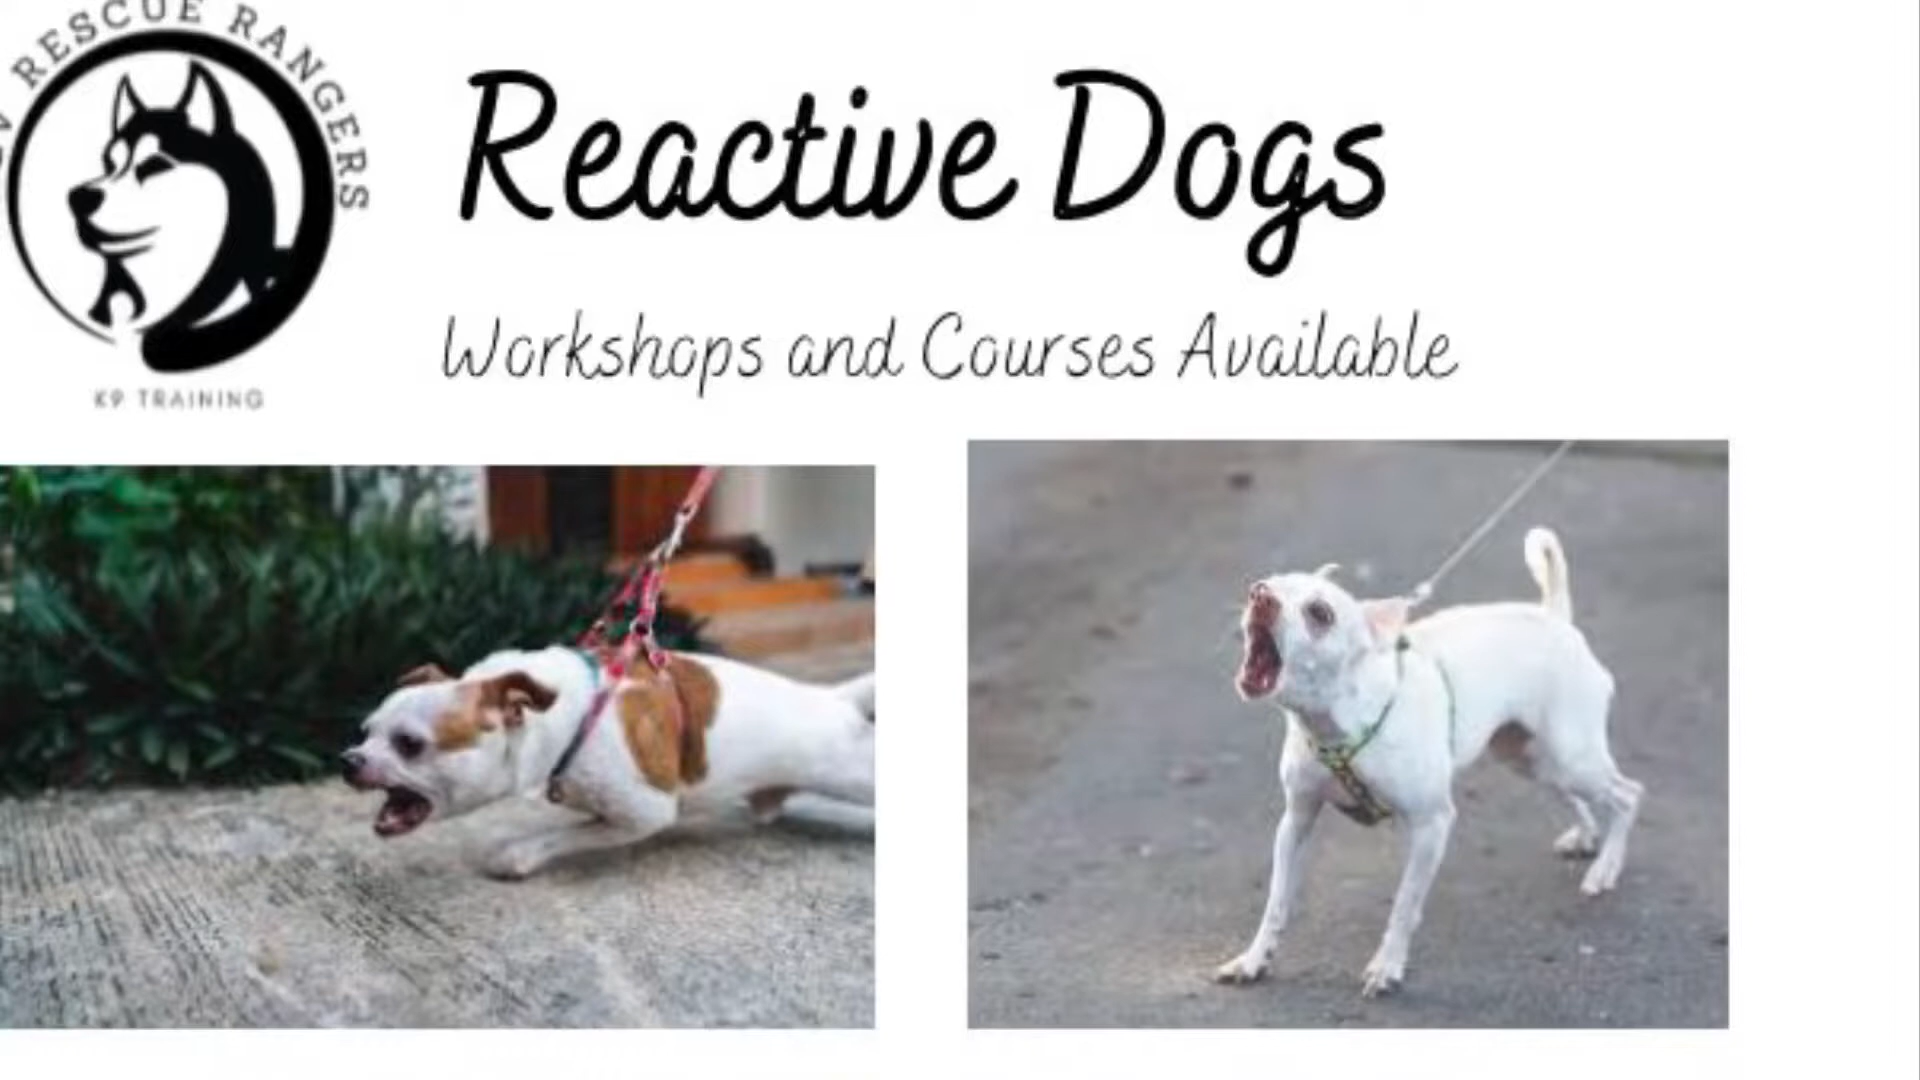 RESCUE RANGERS
Reactive Dogs
K9 TRAINING
Workshops and Courses Available